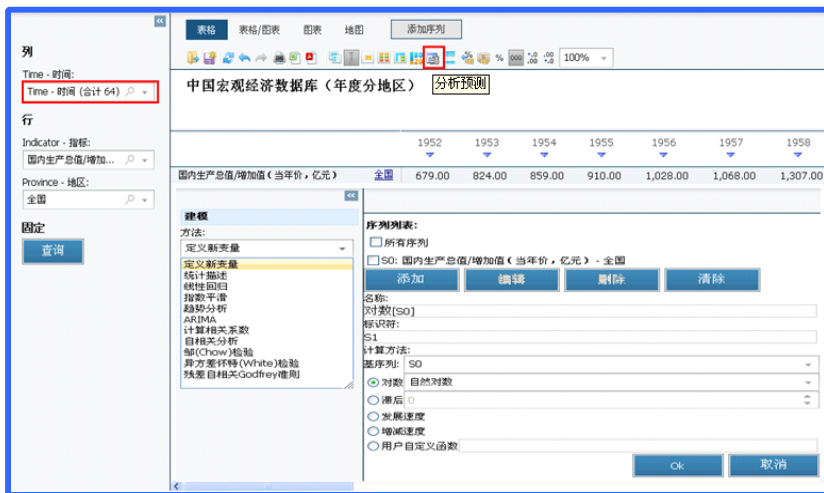 表格 表格/图表 图表 地图 添加序列
列
Time - 时间:
Time - 时间 (合计 64)
行
Indicator - 指标:
国内生产总值/增加...
Province - 地区:
全国
固定
查询
% 000 100%
分析预测
中国宏观经济数据库（年度分地区）
1952 1953 1954 1955 1956 1957 1958
国内生产总值/增加值(当年价，亿元) 全国 679.00 824.00 859.00 910.00 1,028.00 1,068.00 1,307.00
建模
方法:
定义新变量
定义新变量
统计描述
线性回归
指数平滑
趋势分析
ARIMA
计算相关系数
自相关分析
邹(Chow)检验
异方差怀特(White)检验
残差自相关Godfrey准则
序列列表:
所有序列
S0: 国内生产总值/增加值(当年价，亿元) - 全国
添加 编辑 删除 清除
名称:
对数[S0]
标识符:
S1
计算方法:
基序列: S0
对数 自然对数
滞后 0
发展速度
增减速度
用户自定义函数
Ok 取消